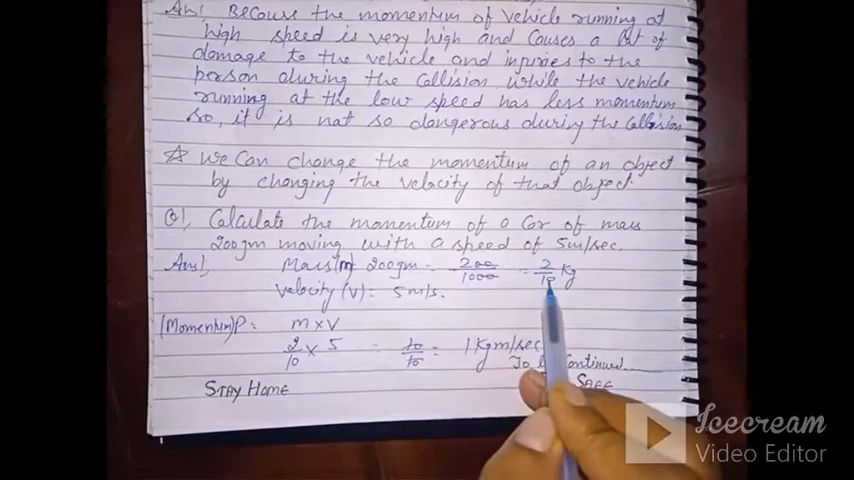 Ans! Because the momentum of vehicle running at
high speed is very high and causes a lot of
damage to the vehicle and injuries to the
person during the Collision while the vehicle
running at the low speed has less momentum
So, it is not so dangerous during the Collision
☆ We Can change the momentum of an object
by changing the velocity of that object.
Q1, Calculate the momentum of a Car of mass
200gm moving with a speed of 5m/sec.
Ans), Mass(m) 200gm = 200/1000 = 2/10 Kg
Velocity (V) = 5 m/s.
(Momentum)P = m x V
2/10 x 5 = 10/10 = 1 Kg m/sec
To be Continued......
STAY HOME SAFE
Icecream
Video Editor